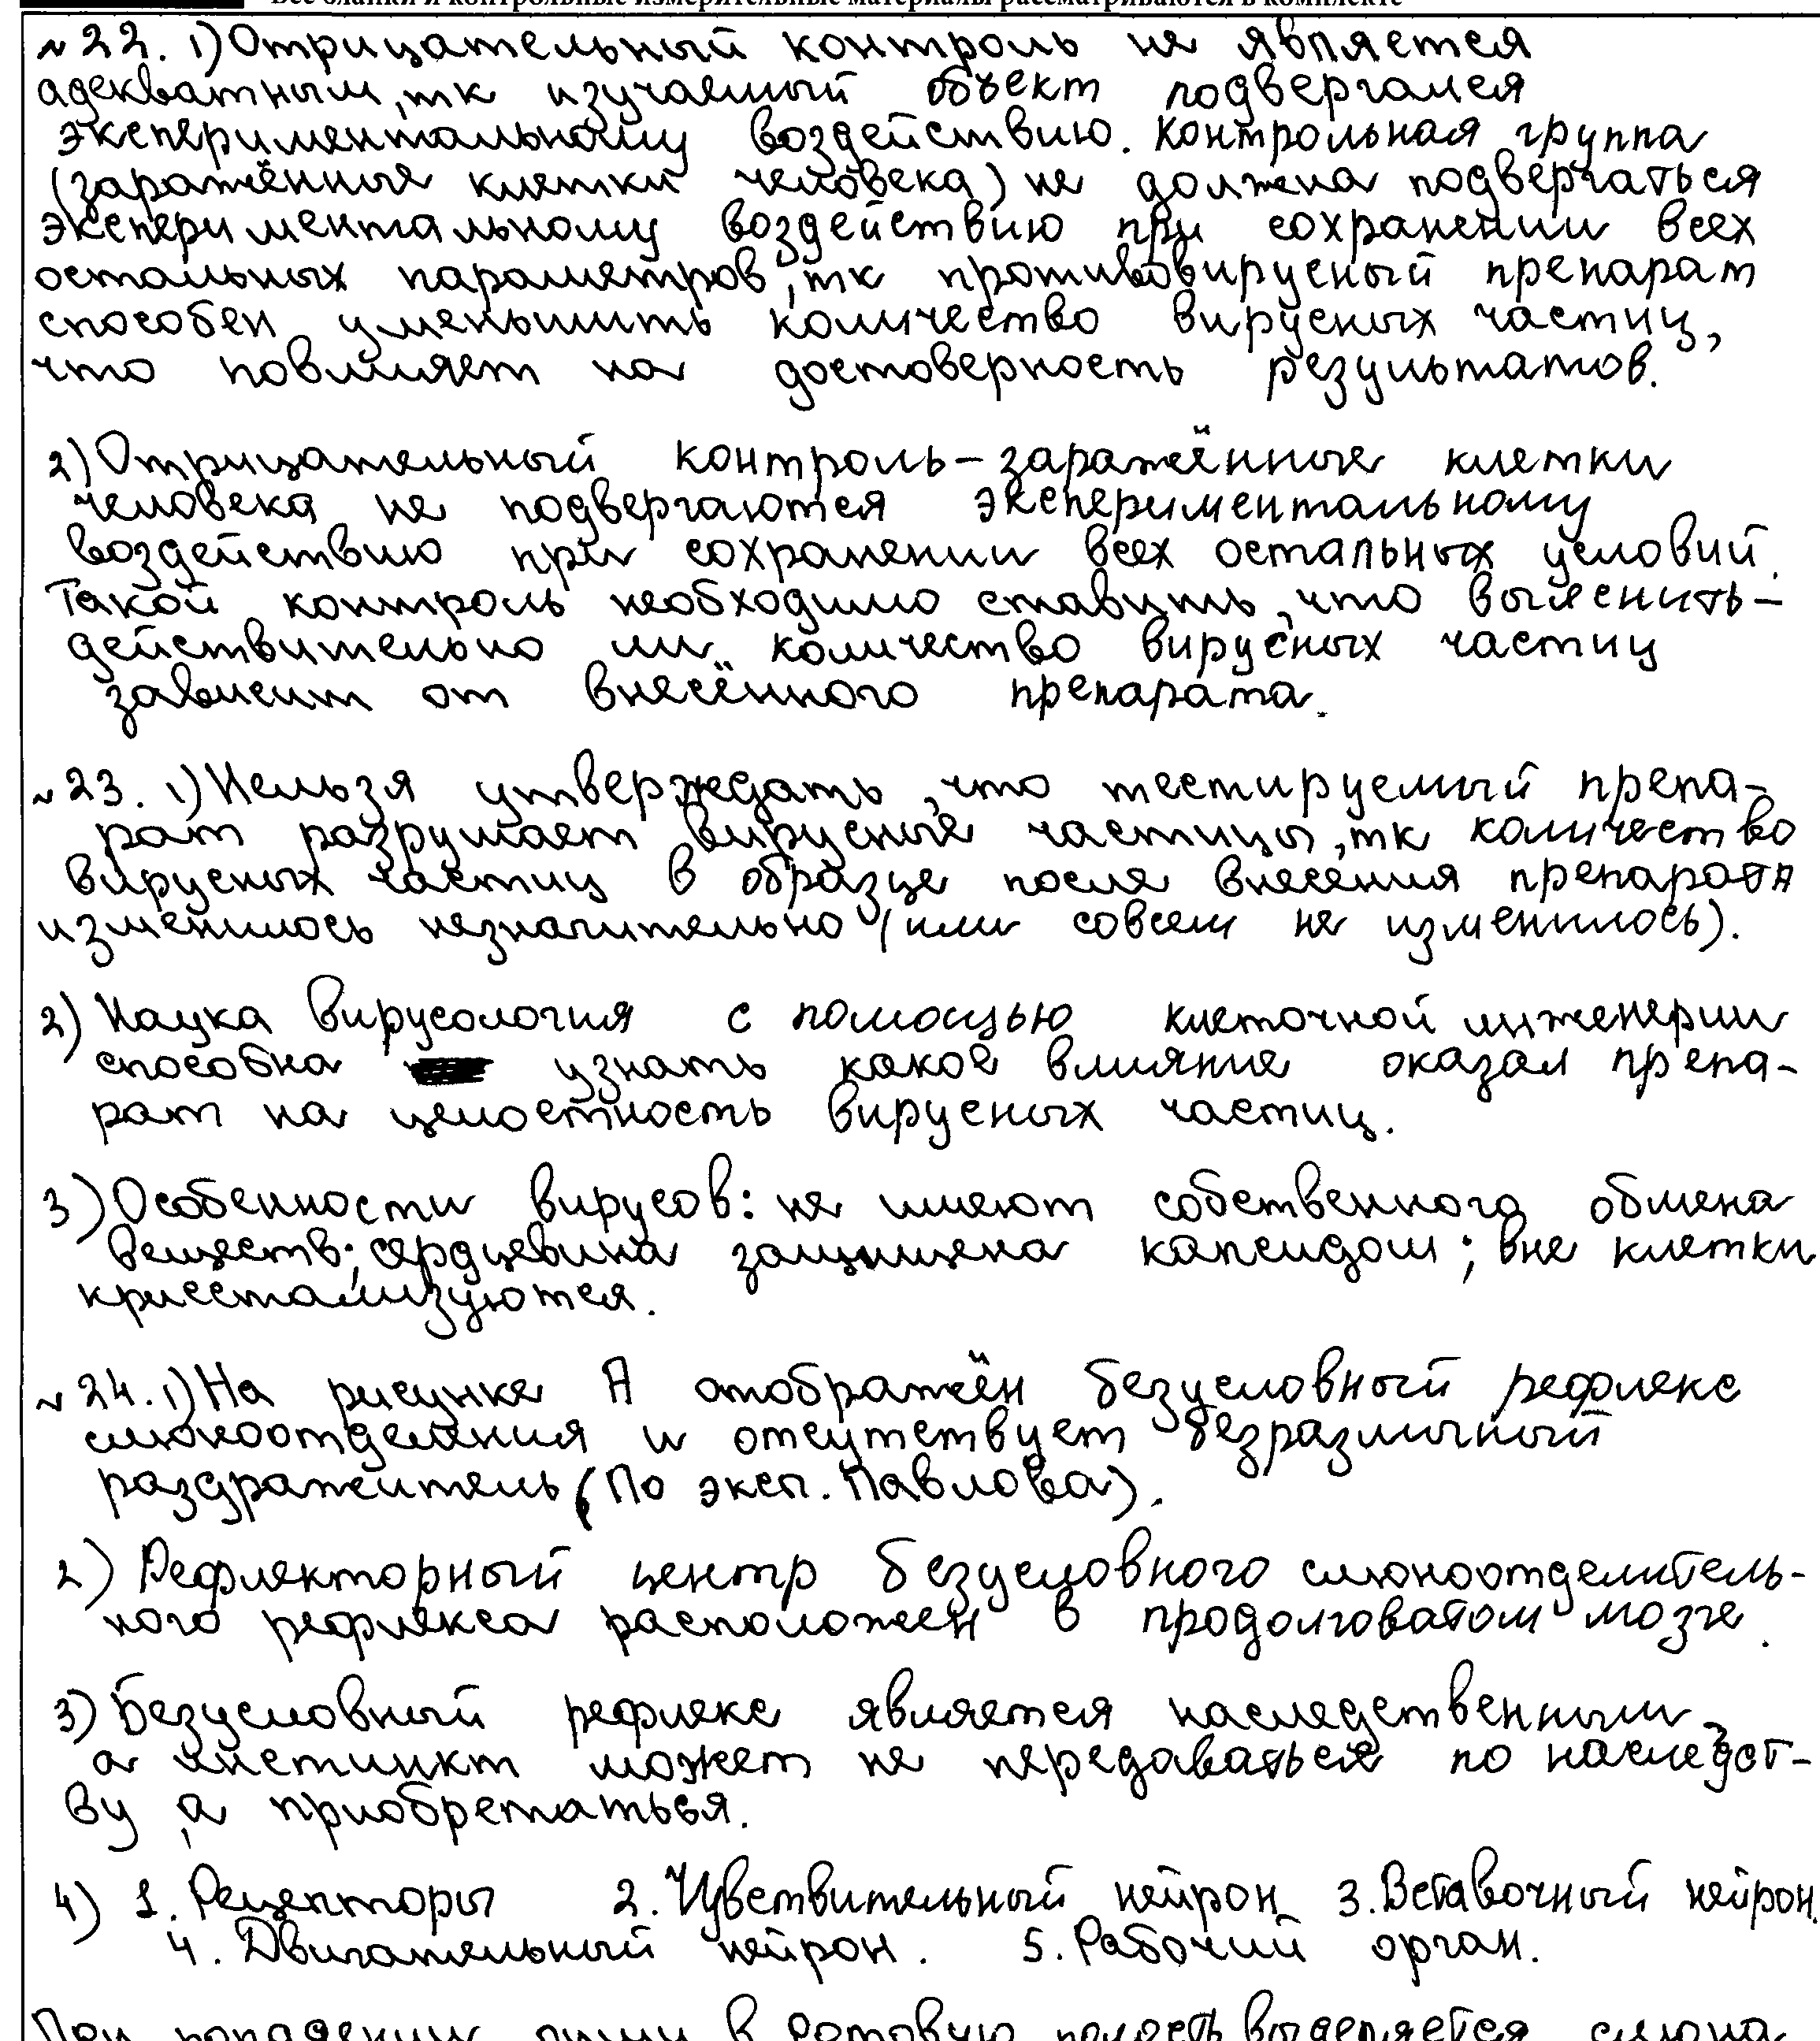 Все бланки и контрольные измерительные материалы рассматриваются в комплекте
№22. 1) Отрицательный контроль не является
адекватным, тк изучаемый объект подвергался
экспериментальному воздействию. Контрольная группа
(заражённые клетки человека) не должна подвергаться
экспериментальному воздействию при сохранении всех
остальных параметров, тк противовирусный препарат
способен уменьшить количество вирусных частиц,
что повлияет на достоверность результатов.
2) Отрицательный контроль - заражённые клетки
человека не подвергаются экспериментальному
воздействию при сохранении всех остальных условий.
Такой контроль необходимо ставить, что выяснить -
действительно ли количество вирусных частиц
зависит от внесённого препарата.
№23. 1) Нельзя утверждать, что тестируемый препа-
рат разрушает вирусные частицы, тк количество
вирусных частиц в образце после внесения препарата
изменилось незначительно (или совсем не изменилось).
2) Наука вирусология с помощью клеточной инженерии
способна узнать какое влияние оказал препа-
рат на целостность вирусных частиц.
3) Особенности вирусов: не имеют собственного обмена
веществ; сердцевина защищена капсидом; вне клетки
кристаллизуются.
№24. 1) На рисунке А отображён безусловный рефлекс
слюноотделения и отсутствует безразличный
раздражитель (По эксп. Павлова).
2) Рефлекторный центр безусловного слюноотделитель-
ного рефлекса расположен в продолговатом мозге.
3) Безусловный рефлекс является наследственным,
а инстинкт может не передаваться по наследст-
ву, а приобретаться.
4) 1. Рецепторы 2. Чувствительный нейрон 3. Вставочный нейрон.
4. Двигательный нейрон. 5. Рабочий орган.
При попадении пищи в ротовую полость выделяется слюна